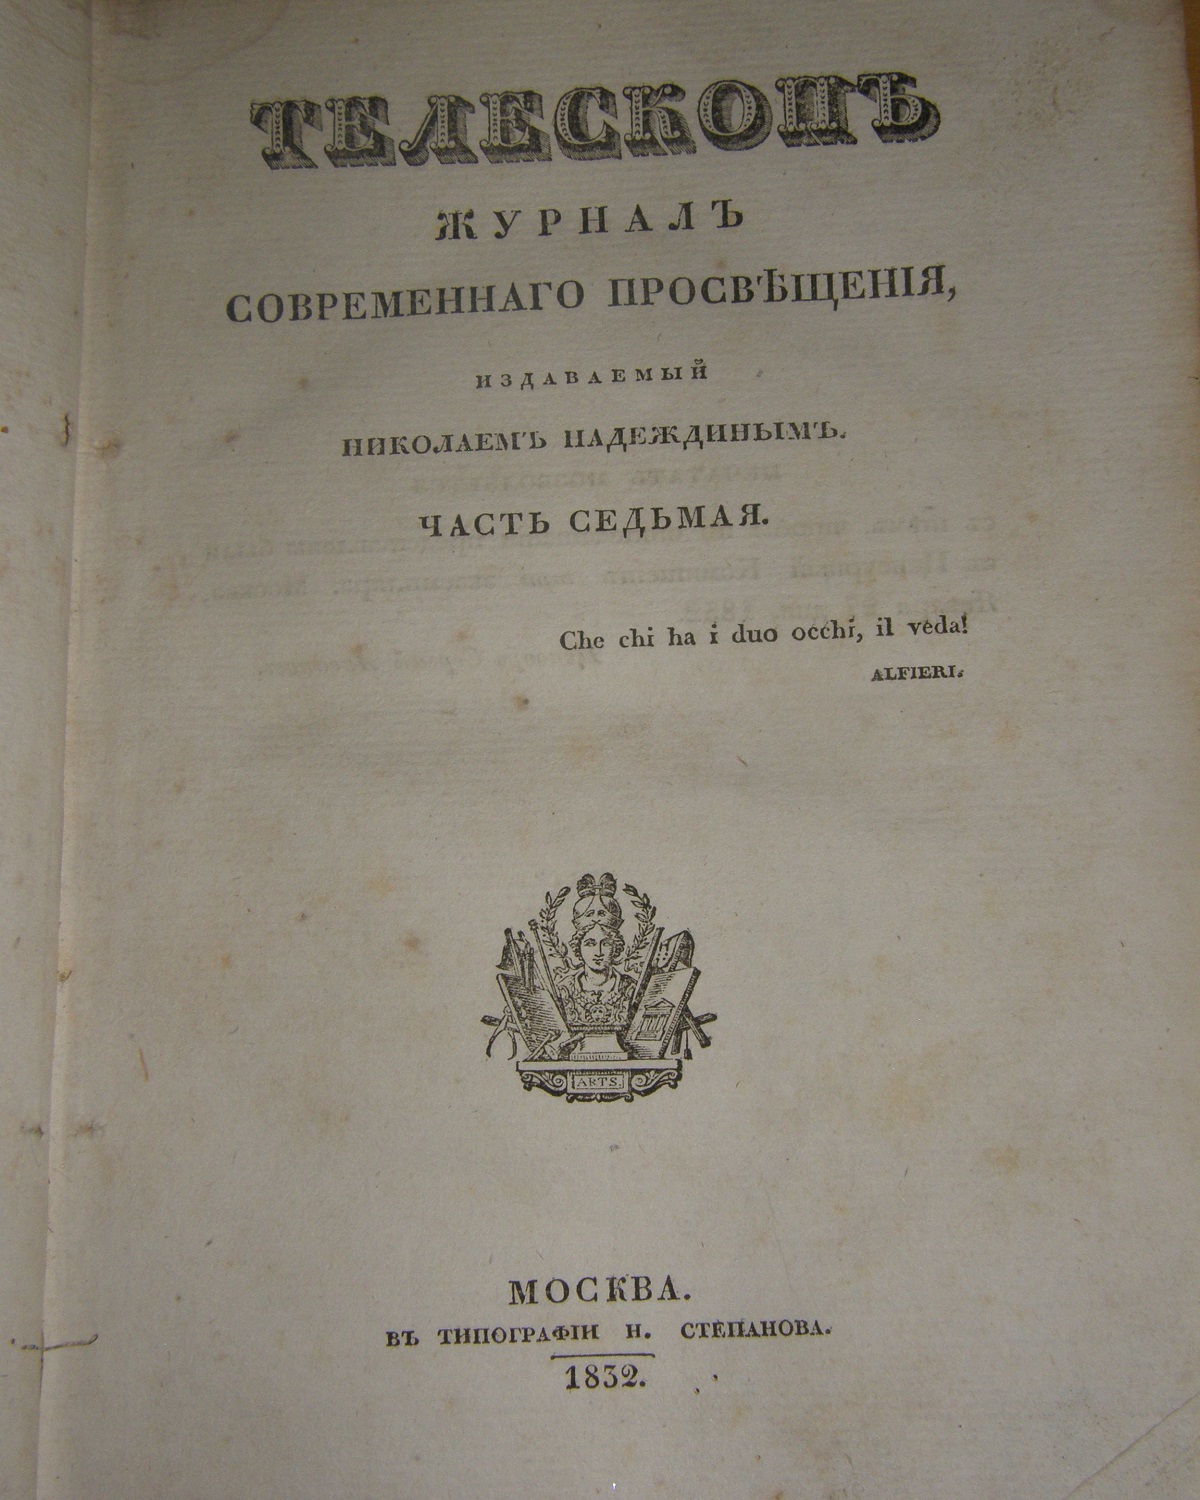 ТЕЛЕСКОПЪ
ЖУРНАЛЪ
СОВРЕМЕННАГО ПРОСВѢЩЕНІЯ,
ИЗДАВАЕМЫЙ
НИКОЛАЕМЪ НАДЕЖДИНЫМЪ.
ЧАСТЬ СЕДЬМАЯ.
Che chi ha i duo occhi, il veda!
ALFIERI.
ARTS.
МОСКВА.
ВЪ ТИПОГРАФІИ Н. СТЕПАНОВА.
1832.